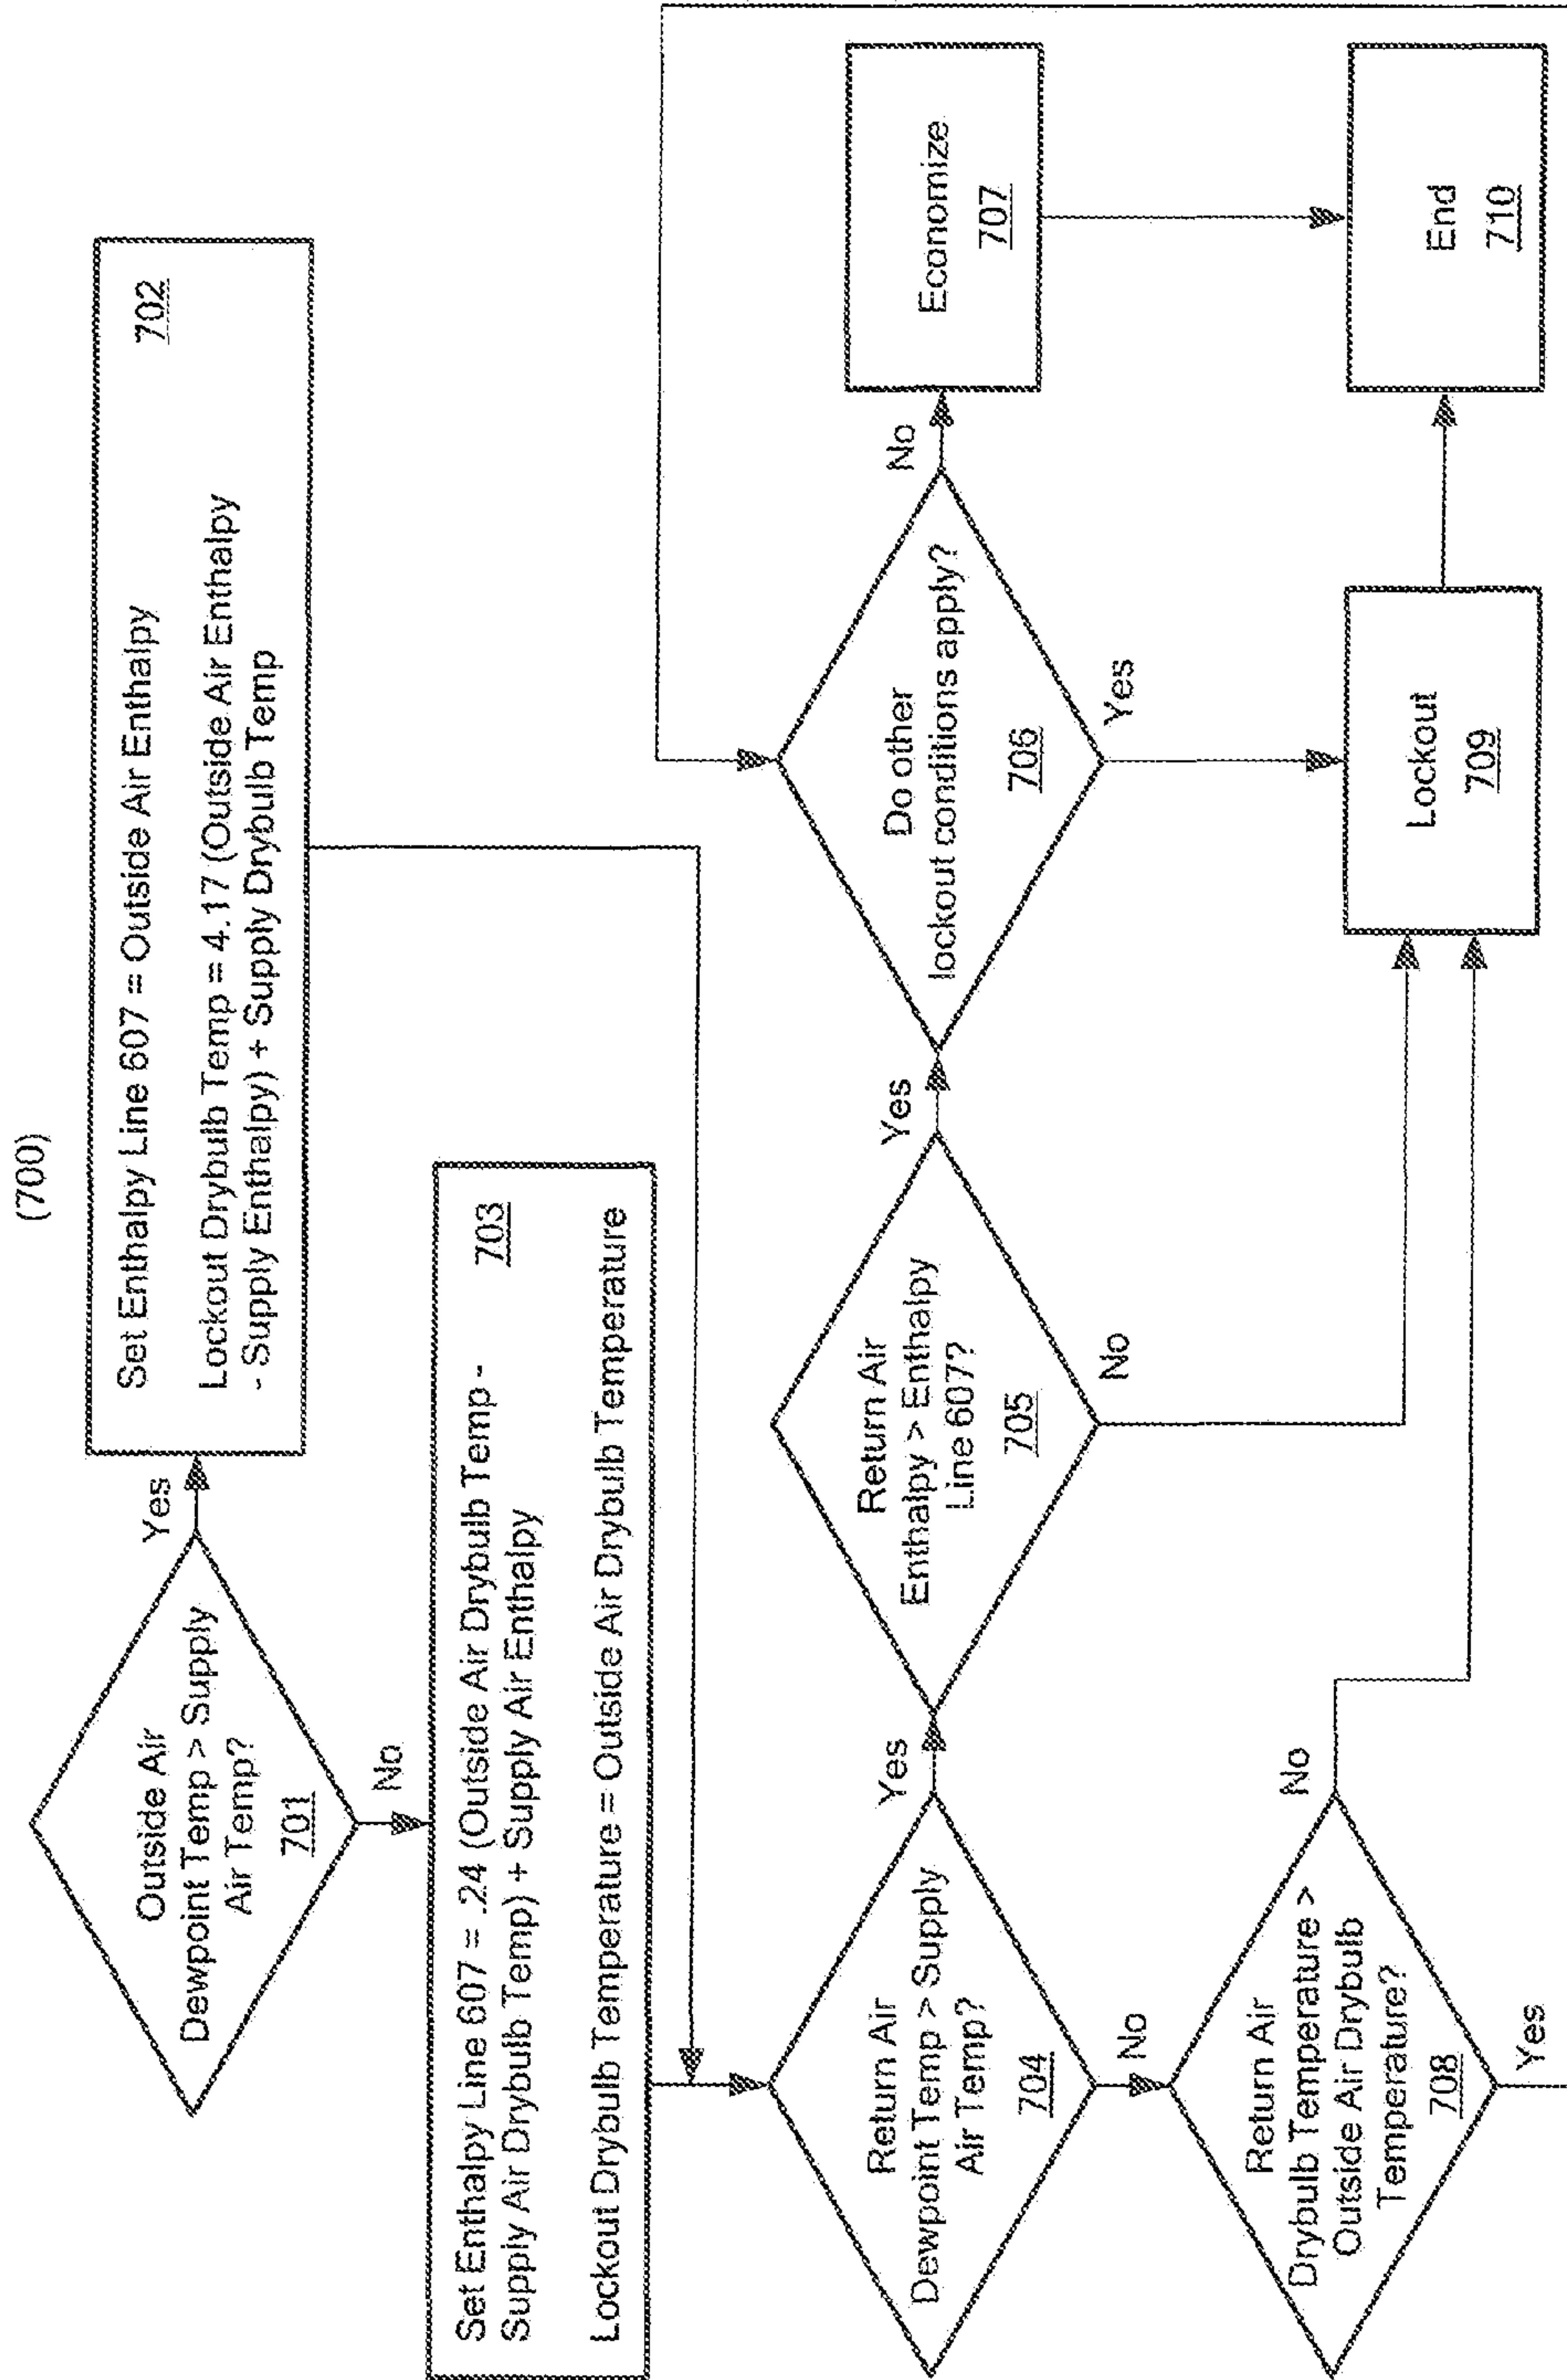 (700)
Outside Air
Dewpoint Temp > Supply
Air Temp?
701
Yes
No
Set Enthalpy Line 607 = Outside Air Enthalpy
702
Lockout Drybulb Temp = 4.17 (Outside Air Enthalpy
- Supply Enthalpy) + Supply Drybulb Temp
Set Enthalpy Line 607 = .24 (Outside Air Drybulb Temp -
Supply Air Drybulb Temp) + Supply Air Enthalpy
703
Lockout Drybulb Temperature = Outside Air Drybulb Temperature
Return Air
Dewpoint Temp > Supply
Air Temp?
704
Yes
No
Return Air
Enthalpy > Enthalpy
Line 607?
705
Yes
No
Do other
lockout conditions apply?
706
No
Yes
Economize
707
Return Air
Drybulb Temperature >
Outside Air Drybulb
Temperature?
708
No
Yes
Lockout
709
End
710